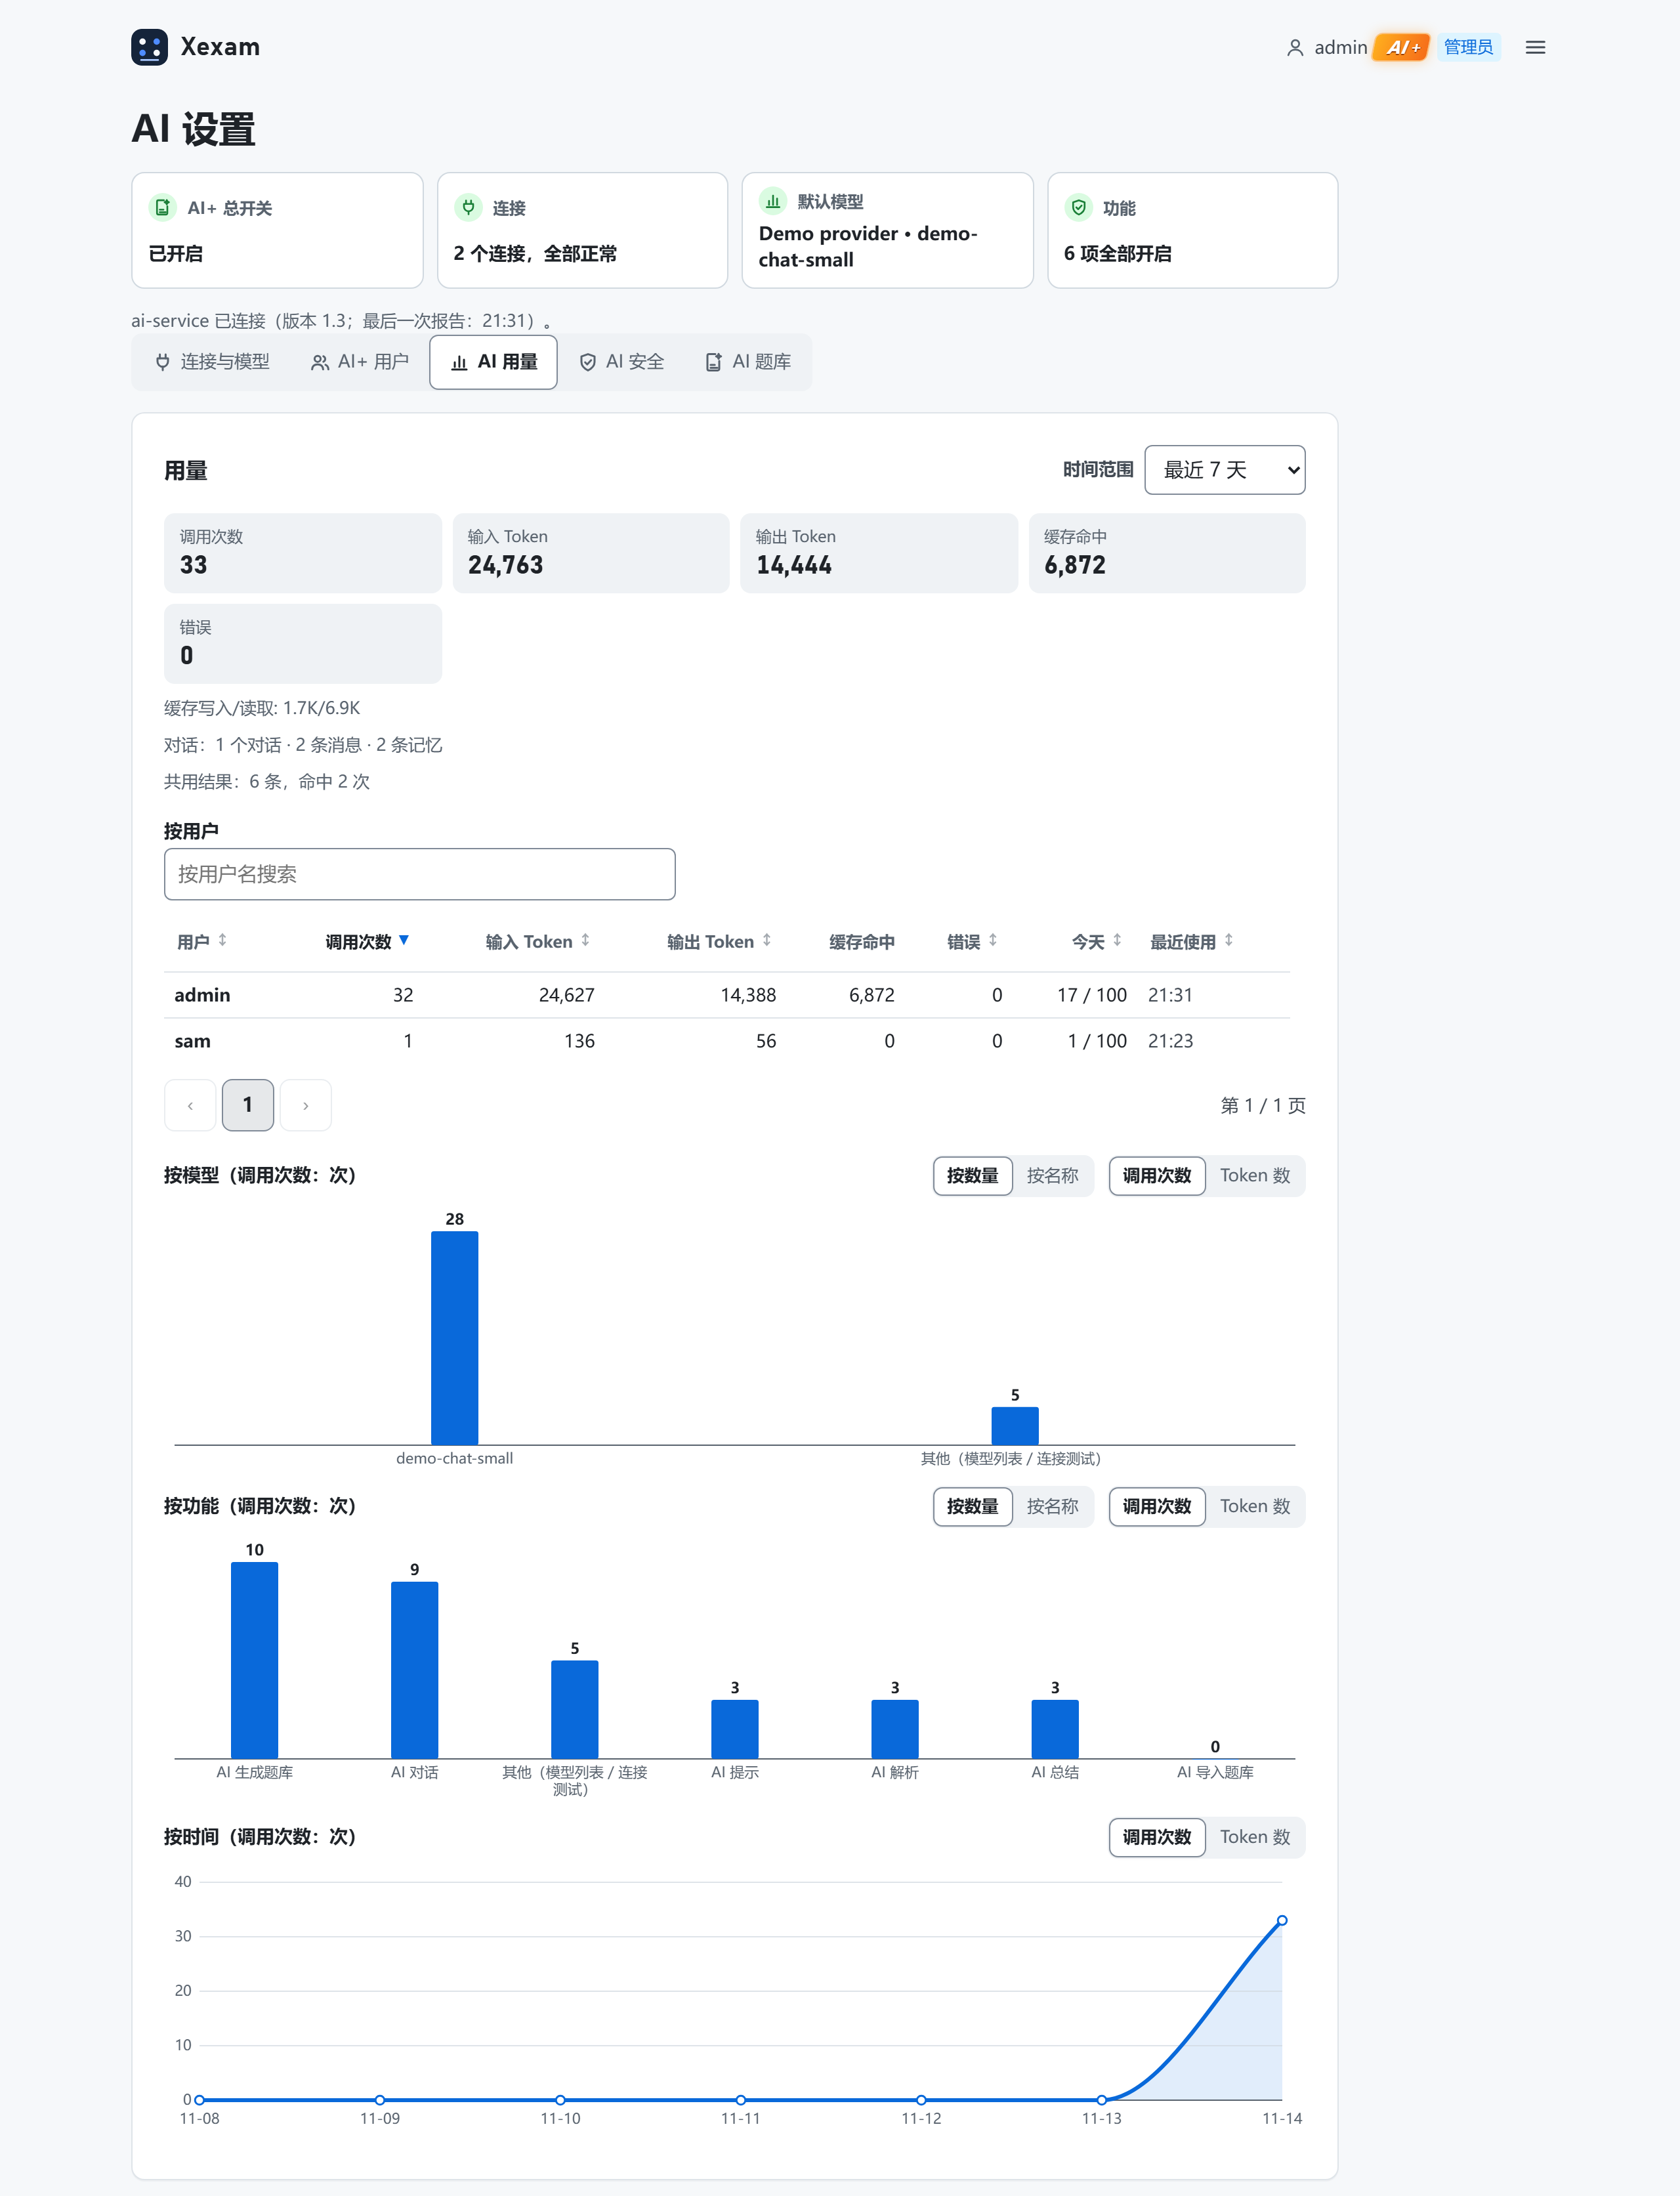 Xexam
admin AI+ 管理员
AI 设置
AI+ 总开关
已开启
连接
2 个连接，全部正常
默认模型
Demo provider • demo-
chat-small
功能
6 项全部开启
ai-service 已连接（版本 1.3；最后一次报告：21:31）。
连接与模型 AI+ 用户 AI 用量 AI 安全 AI 题库
用量
时间范围 最近 7 天
调用次数
33
输入 Token
24,763
输出 Token
14,444
缓存命中
6,872
错误
0
缓存写入/读取: 1.7K/6.9K
对话：1 个对话 · 2 条消息 · 2 条记忆
共用结果：6 条，命中 2 次
按用户
按用户名搜索
用户 调用次数 输入 Token 输出 Token 缓存命中 错误 今天 最近使用
admin 32 24,627 14,388 6,872 0 17 / 100 21:31
sam 1 136 56 0 0 1 / 100 21:23
‹ 1 › 第 1 / 1 页
按模型（调用次数：次） 按数量 按名称 调用次数 Token 数
28
5
demo-chat-small 其他（模型列表 / 连接测试）
按功能（调用次数：次） 按数量 按名称 调用次数 Token 数
10
9
5
3
3
3
0
AI 生成题库 AI 对话 其他（模型列表 / 连接 AI 提示 AI 解析 AI 总结 AI 导入题库
测试）
按时间（调用次数：次） 调用次数 Token 数
40
30
20
10
0
11-08 11-09 11-10 11-11 11-12 11-13 11-14